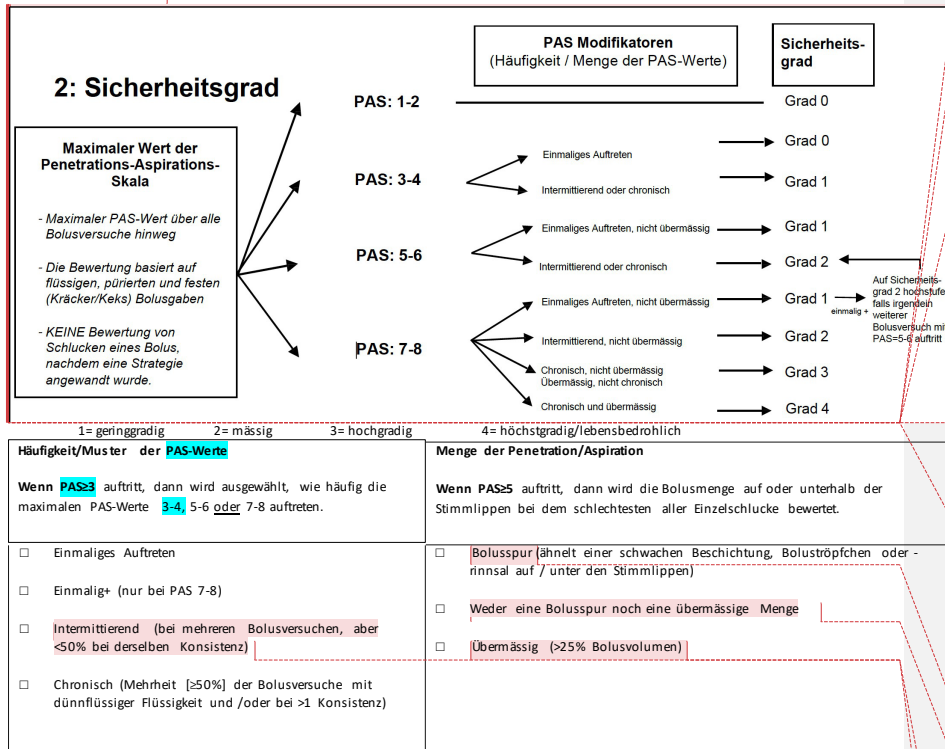 PAS Modifikatoren
(Häufigkeit / Menge der PAS-Werte)
Sicherheits-
grad
2: Sicherheitsgrad
Maximaler Wert der
Penetrations-Aspirations-
Skala
- Maximaler PAS-Wert über alle
Bolusversuche hinweg
- Die Bewertung basiert auf
flüssigen, pürierten und festen
(Kräcker/Keks) Bolusgaben
- KEINE Bewertung von
Schlucken eines Bolus,
nachdem eine Strategie
angewandt wurde.
PAS: 1-2
Grad 0
PAS: 3-4
Einmaliges Auftreten
Grad 0
Intermittierend oder chronisch
Grad 1
PAS: 5-6
Einmaliges Auftreten, nicht übermässig
Grad 1
Intermittierend oder chronisch
Grad 2
PAS: 7-8
Einmaliges Auftreten, nicht übermässig
Grad 1
einmalig +
Auf Sicherheits-
grad 2 hochstufe
falls irgendein
weiterer
Bolusversuch mit
PAS=5-6 auftritt
Intermittierend, nicht übermässig
Grad 2
Chronisch, nicht übermässig
Übermässig, nicht chronisch
Grad 3
Chronisch und übermässig
Grad 4
1= geringgradig 2= mässig 3= hochgradig 4= höchstgradig/lebensbedrohlich
Häufigkeit/Muster der PAS-Werte
Wenn PAS≥3 auftritt, dann wird ausgewählt, wie häufig die
maximalen PAS-Werte 3-4, 5-6 oder 7-8 auftreten.
☐ Einmaliges Auftreten
☐ Einmalig+ (nur bei PAS 7-8)
☐ Intermittierend (bei mehreren Bolusversuchen, aber
<50% bei derselben Konsistenz)
☐ Chronisch (Mehrheit [≥50%] der Bolusversuche mit
dünnflüssiger Flüssigkeit und /oder bei >1 Konsistenz)
Menge der Penetration/Aspiration
Wenn PAS≥5 auftritt, dann wird die Bolusmenge auf oder unterhalb der
Stimmlippen bei dem schlechtesten aller Einzelschlucke bewertet.
☐ Bolusspur (ähnelt einer schwachen Beschichtung, Boluströpfchen oder -
rinnsal auf / unter den Stimmlippen)
☐ Weder eine Bolusspur noch eine übermässige Menge
☐ Übermässig (>25% Bolusvolumen)